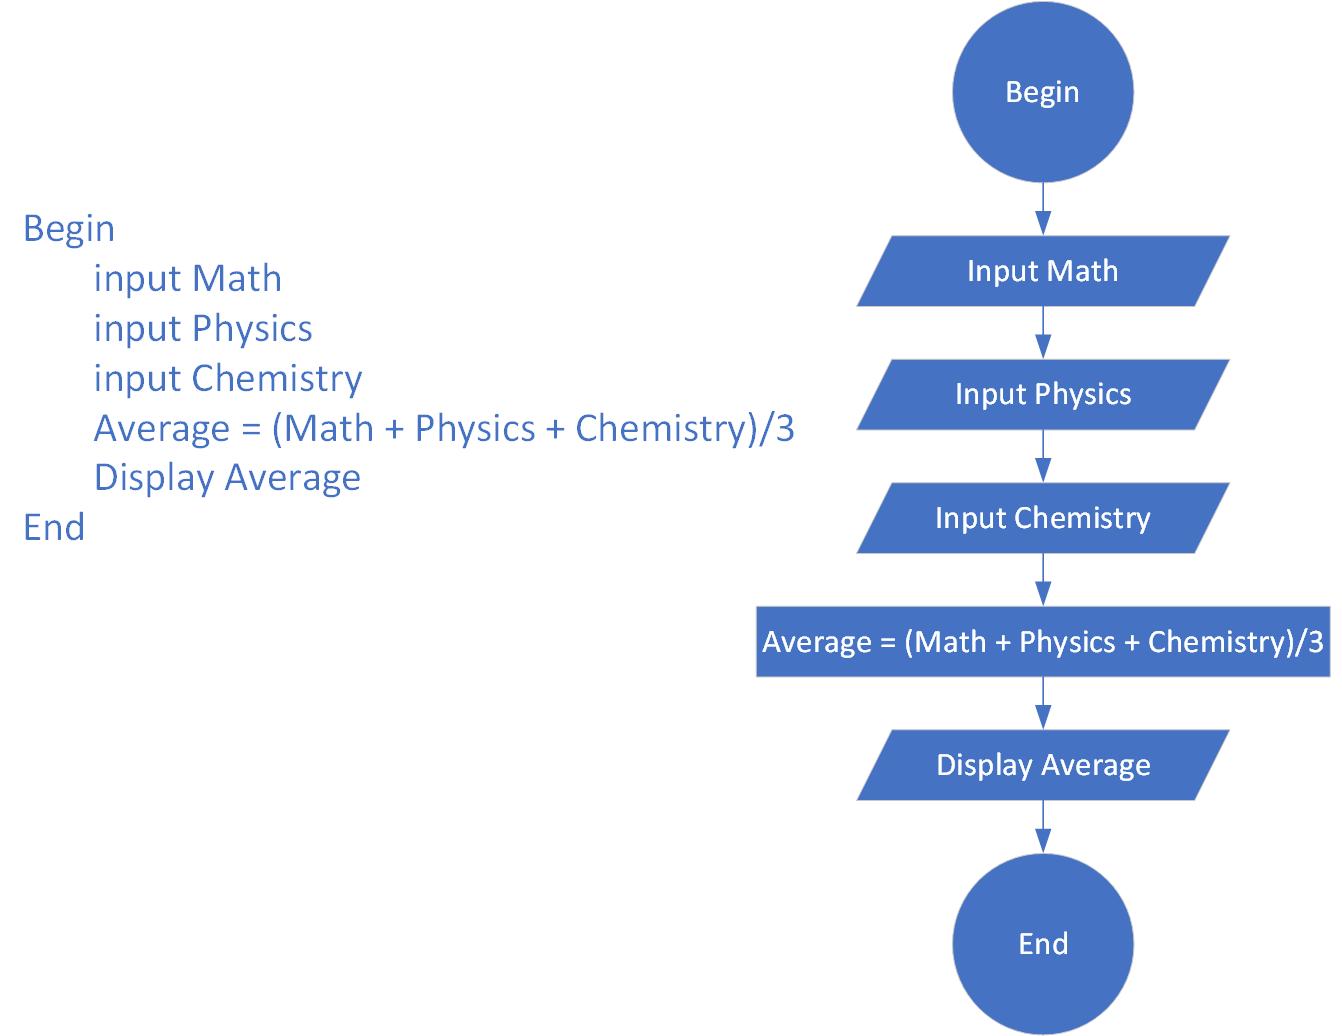 Begin
input Math
input Physics
input Chemistry
Average = (Math + Physics + Chemistry)/3
Display Average
End
Begin
Input Math
Input Physics
Input Chemistry
Average = (Math + Physics + Chemistry)/3
Display Average
End